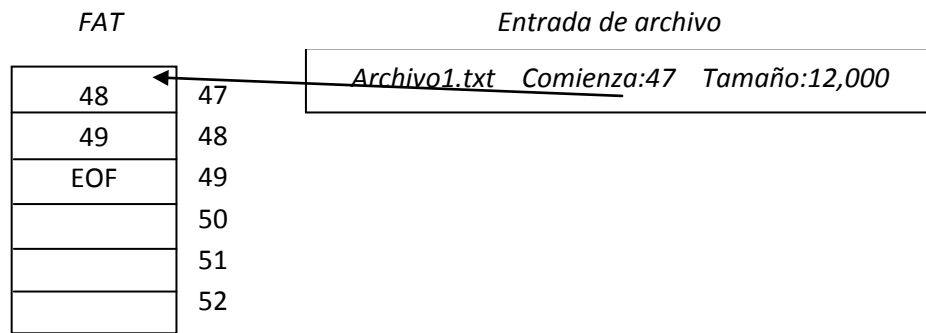 FAT Entrada de archivo
Archivo1.txt Comienza:47 Tamaño:12,000
48 47
49 48
EOF 49
50
51
52